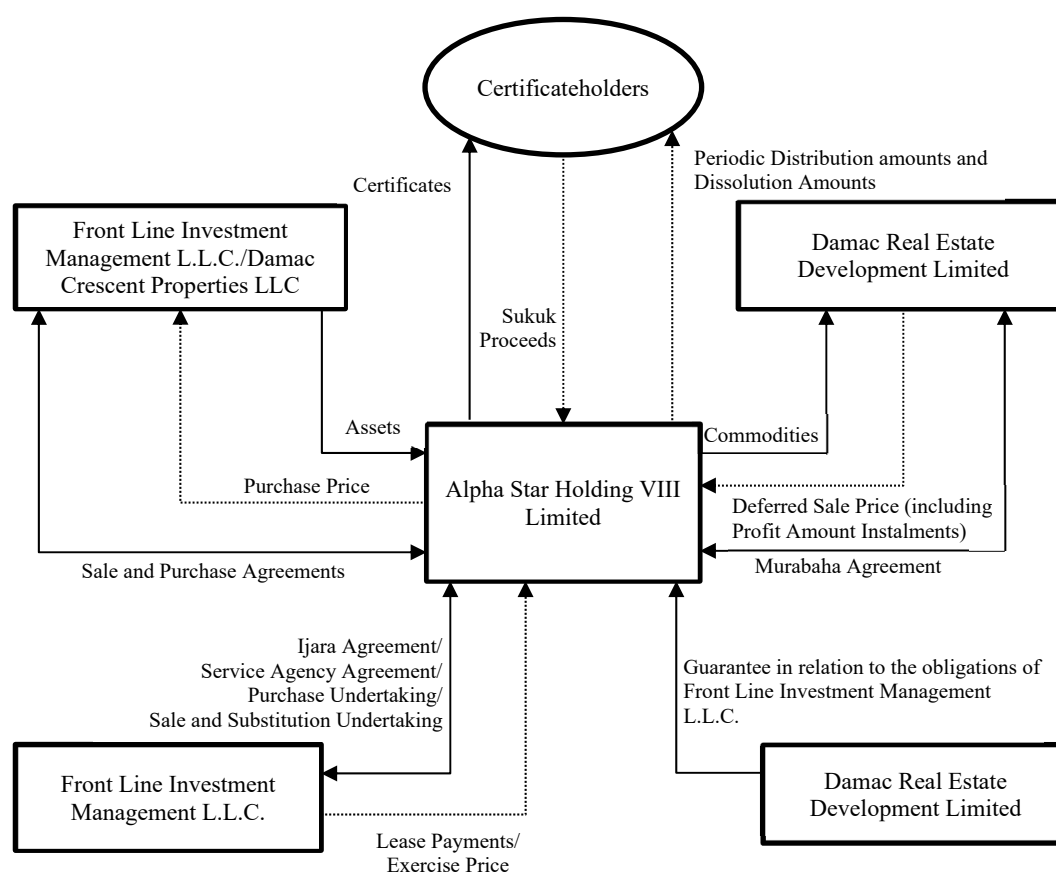 Certificateholders
Certificates
Periodic Distribution amounts and
Dissolution Amounts
Front Line Investment
Management L.L.C./Damac
Crescent Properties LLC
Damac Real Estate
Development Limited
Sukuk
Proceeds
Assets
Commodities
Purchase Price
Alpha Star Holding VIII
Limited
Deferred Sale Price (including
Profit Amount Instalments)
Sale and Purchase Agreements
Murabaha Agreement
Ijara Agreement/
Service Agency Agreement/
Purchase Undertaking/
Sale and Substitution Undertaking
Guarantee in relation to the obligations of
Front Line Investment Management
L.L.C.
Front Line Investment
Management L.L.C.
Damac Real Estate
Development Limited
Lease Payments/
Exercise Price